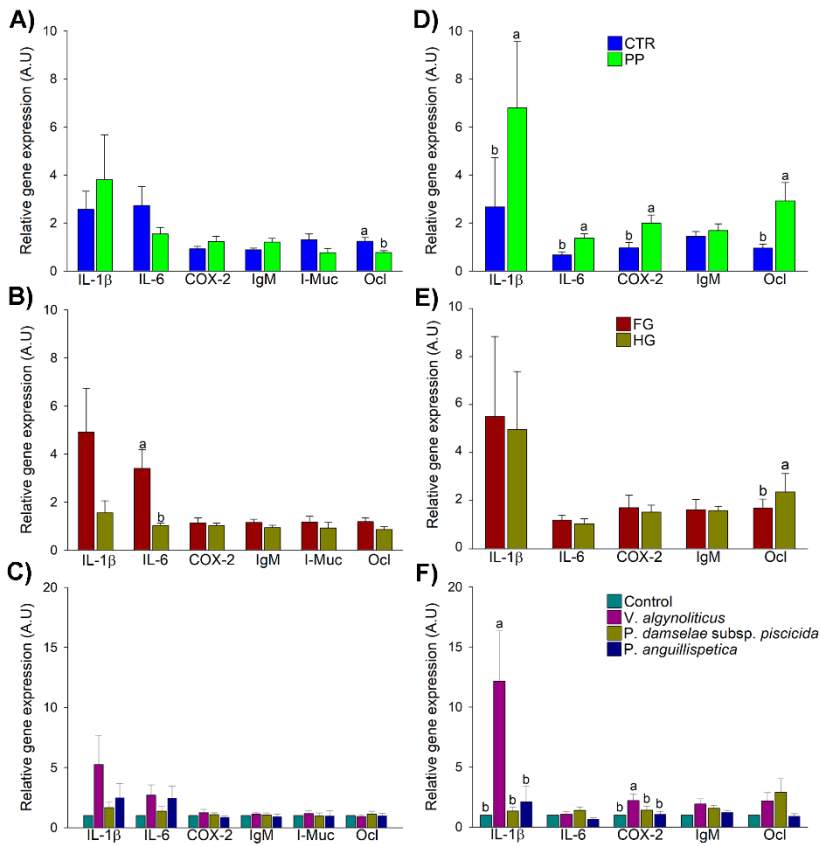 A)
Relative gene expression (A.U)
10
8
6
4
2
0
a
b
IL-1β IL-6 COX-2 IgM I-Muc Ocl
D)
Relative gene expression (A.U)
10
8
6
4
2
0
CTR
PP
b a b a b a b a
IL-1β IL-6 COX-2 IgM Ocl
B)
Relative gene expression (A.U)
10
8
6
4
2
0
a
b
IL-1β IL-6 COX-2 IgM I-Muc Ocl
E)
Relative gene expression (A.U)
10
8
6
4
2
0
FG
HG
b a
IL-1β IL-6 COX-2 IgM Ocl
C)
Relative gene expression (A.U)
20
15
10
5
0
IL-1β IL-6 COX-2 IgM I-Muc Ocl
F)
Relative gene expression (A.U)
20
15
10
5
0
Control
V. algynoliticus
P. damselae subsp. piscicida
P. anguillispetica
b a b b b a b b
IL-1β IL-6 COX-2 IgM Ocl